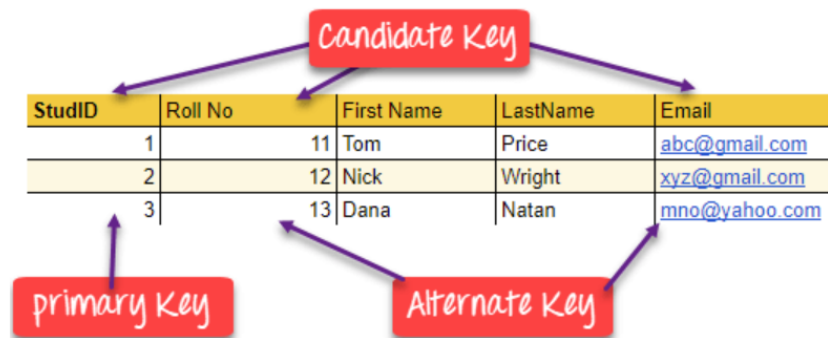 Candidate Key
StudID Roll No First Name LastName Email
1 11 Tom Price abc@gmail.com
2 12 Nick Wright xyz@gmail.com
3 13 Dana Natan mno@yahoo.com
primary Key Alternate Key